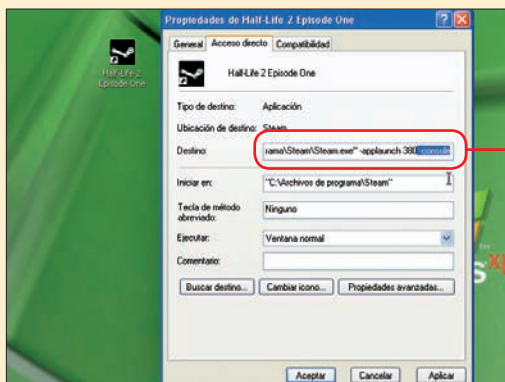 Propiedades de Half-Life 2 Episode One
General Acceso directo Compatibilidad
Half-Life 2
Episode One
Half-Life 2 Episode One
Tipo de destino: Aplicación
Ubicación de destino: Steam
Destino: rama\Steam\Steam.exe" -applaunch 380 -console
Iniciar en: "C:\Archivos de programa\Steam"
Tecla de método abreviado: Ninguno
Ejecutar: Ventana normal
Comentario:
Buscar destino... Cambiar icono... Propiedades avanzadas...
Aceptar Cancelar Aplicar